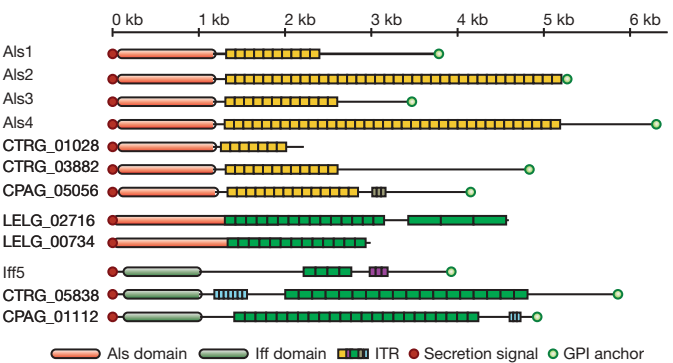 0 kb 1 kb 2 kb 3 kb 4 kb 5 kb 6 kb
Als1
Als2
Als3
Als4
CTRG_01028
CTRG_03882
CPAG_05056
LELG_02716
LELG_00734
Iff5
CTRG_05838
CPAG_01112
Als domain Iff domain ITR Secretion signal GPI anchor